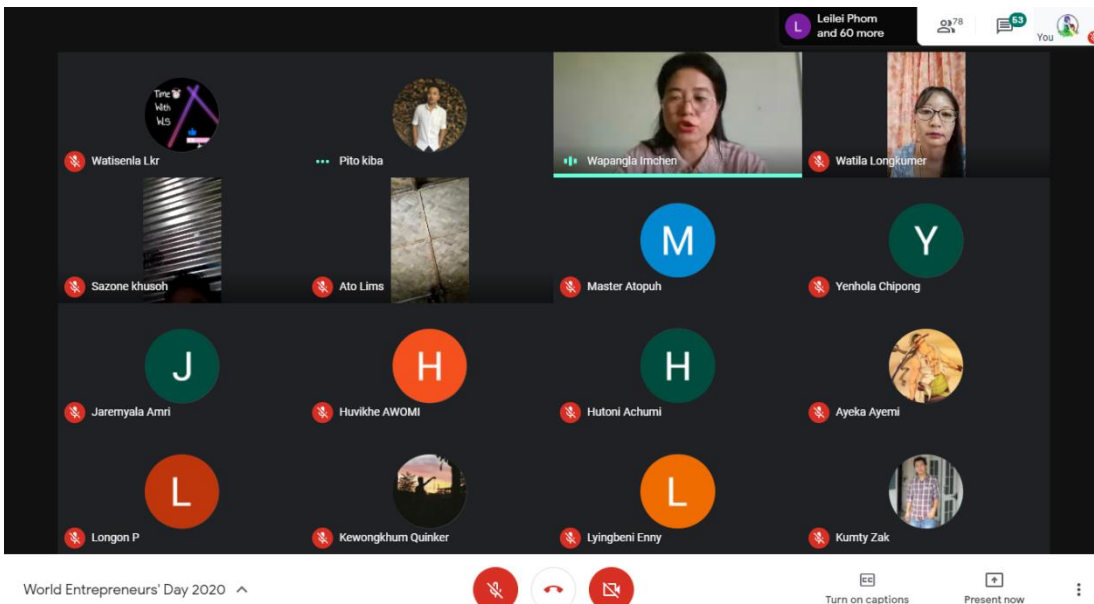 Leilei Phom
and 60 more
L
78
53
You
Time
With
W.S
Watisenla Lkr
Pito kiba
Wapangla Imchen
Watila Longkumer
Sazone khusoh
Ato Lims
M
Master Atopuh
Y
Yenhola Chipong
J
Jaremyala Amri
H
Huvikhe AWOMI
H
Hutoni Achumi
Ayeka Ayemi
L
Longon P
Kewongkhum Quinker
L
Lyingbeni Enny
Kumty Zak
World Entrepreneurs' Day 2020
CC
Turn on captions
Present now